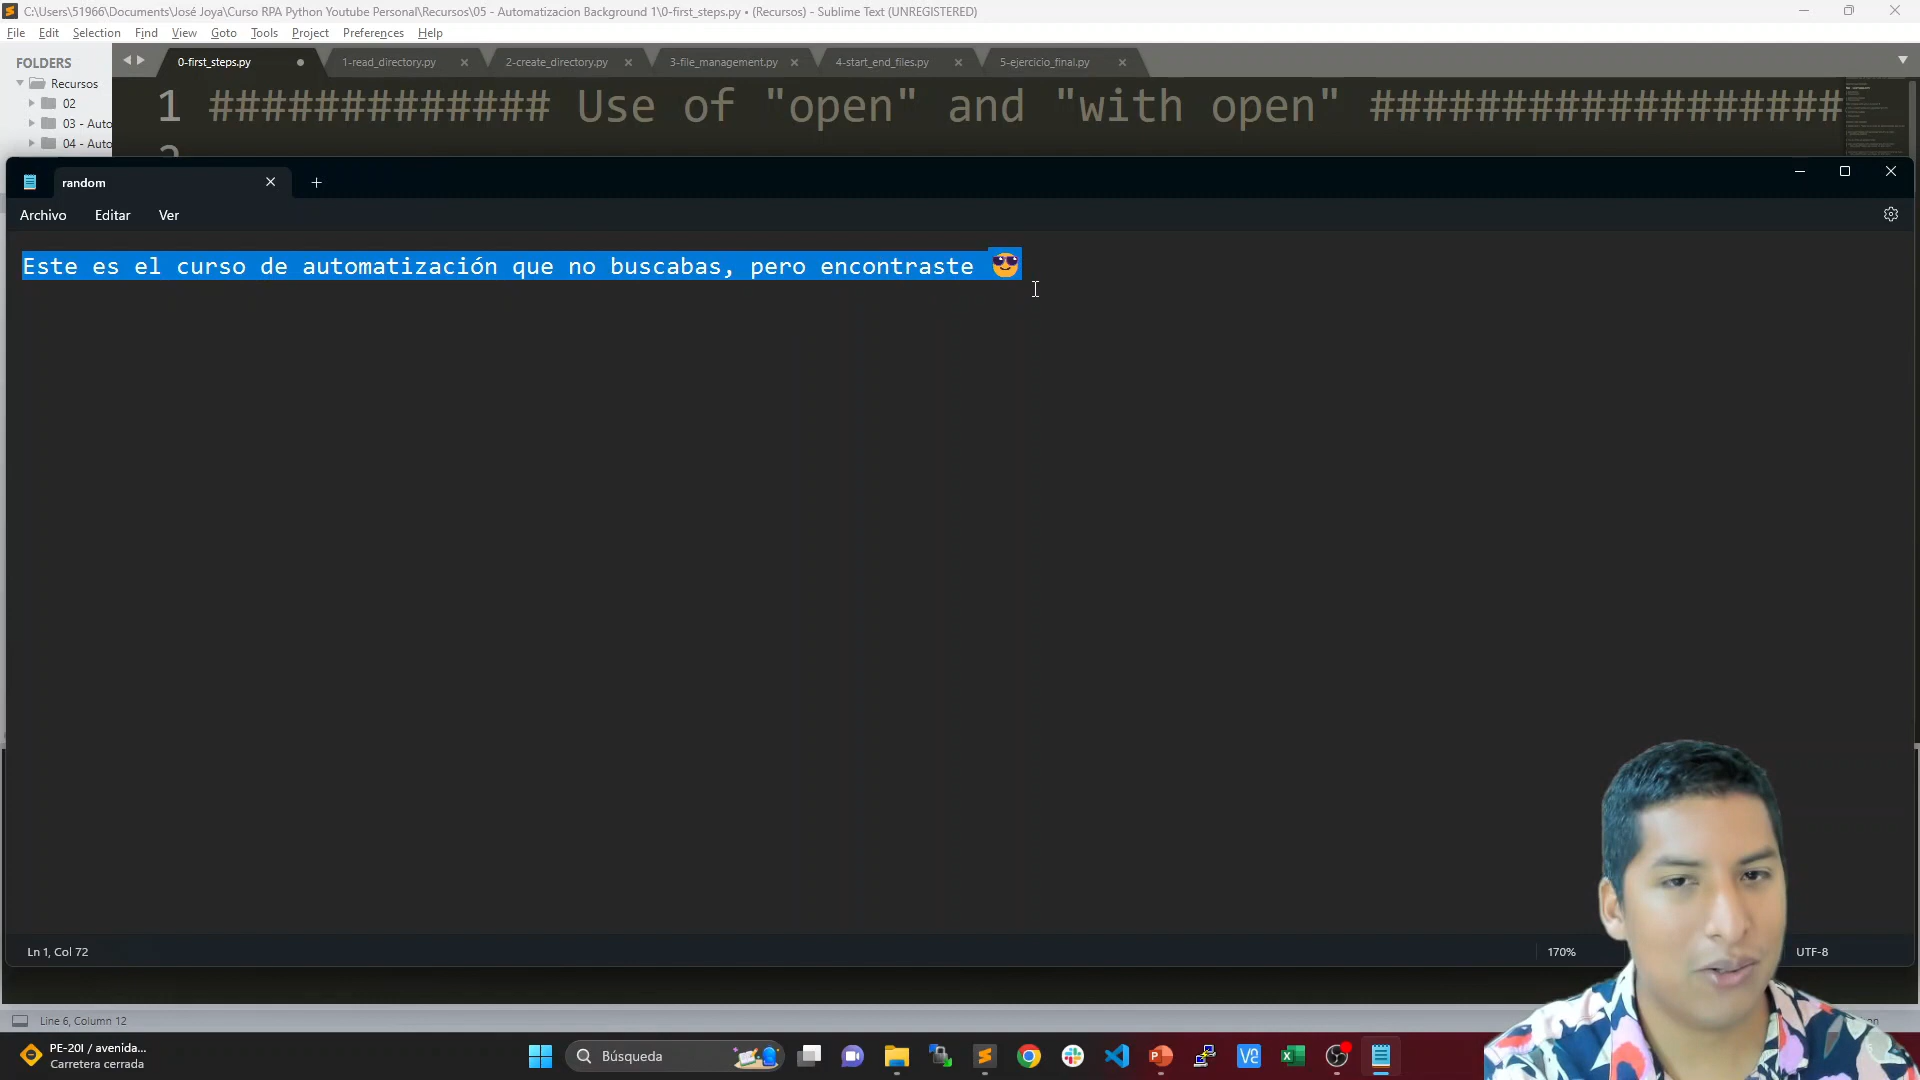 C:\Users\51966\Documents\José Joya\Curso RPA Python Youtube Personal\Recursos\05 - Automatizacion Background 1\0-first_steps.py • (Recursos) - Sublime Text (UNREGISTERED)
File Edit Selection Find View Goto Tools Project Preferences Help
FOLDERS
0-first_steps.py
1-read_directory.py
2-create_directory.py
3-file_management.py
4-start_end_files.py
5-ejercicio_final.py
Recursos
02
03 - Auto
04 - Auto
1 ############# Use of "open" and "with open" ##################
random
Archivo Editar Ver
Este es el curso de automatización que no buscabas, pero encontraste 😎
Ln 1, Col 72
170%
UTF-8
Line 6, Column 12
PE-20I / avenida...
Carretera cerrada
Búsqueda